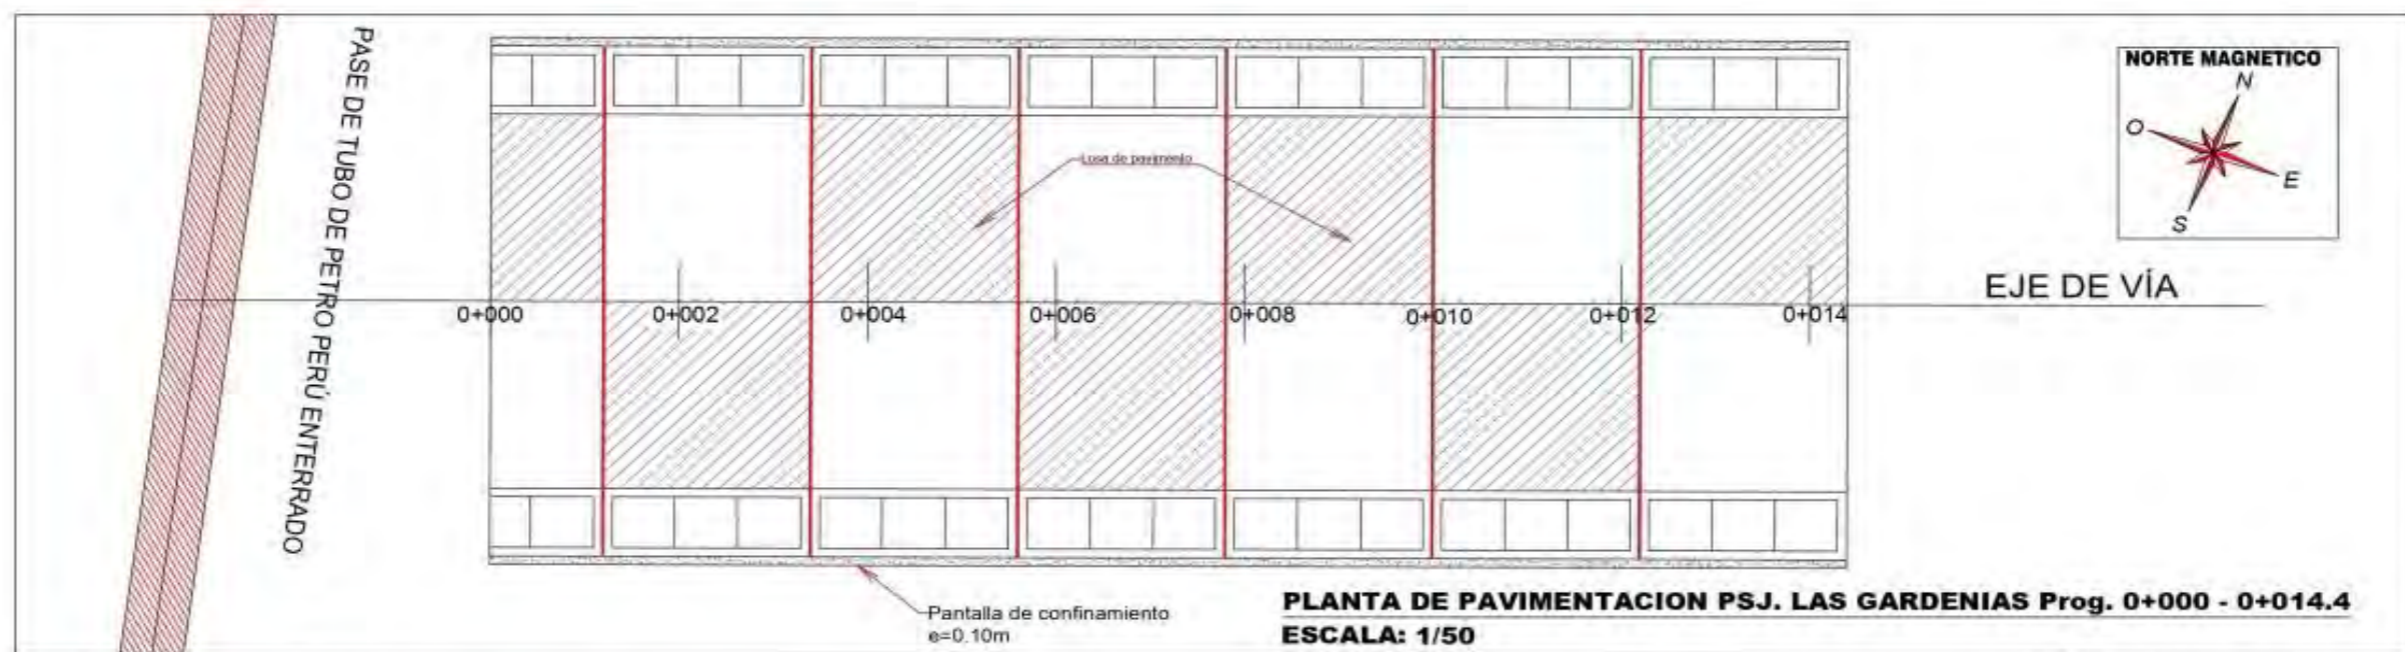 PASE DE TUBO DE PETRO PERÚ ENTERRADO
NORTE MAGNETICO
N
O
E
S
Losa de pavimento
EJE DE VÍA
0+000
0+002
0+004
0+006
0+008
0+010
0+012
0+014
Pantalla de confinamiento
e=0.10m
PLANTA DE PAVIMENTACION PSJ. LAS GARDENIAS Prog. 0+000 - 0+014.4
ESCALA: 1/50